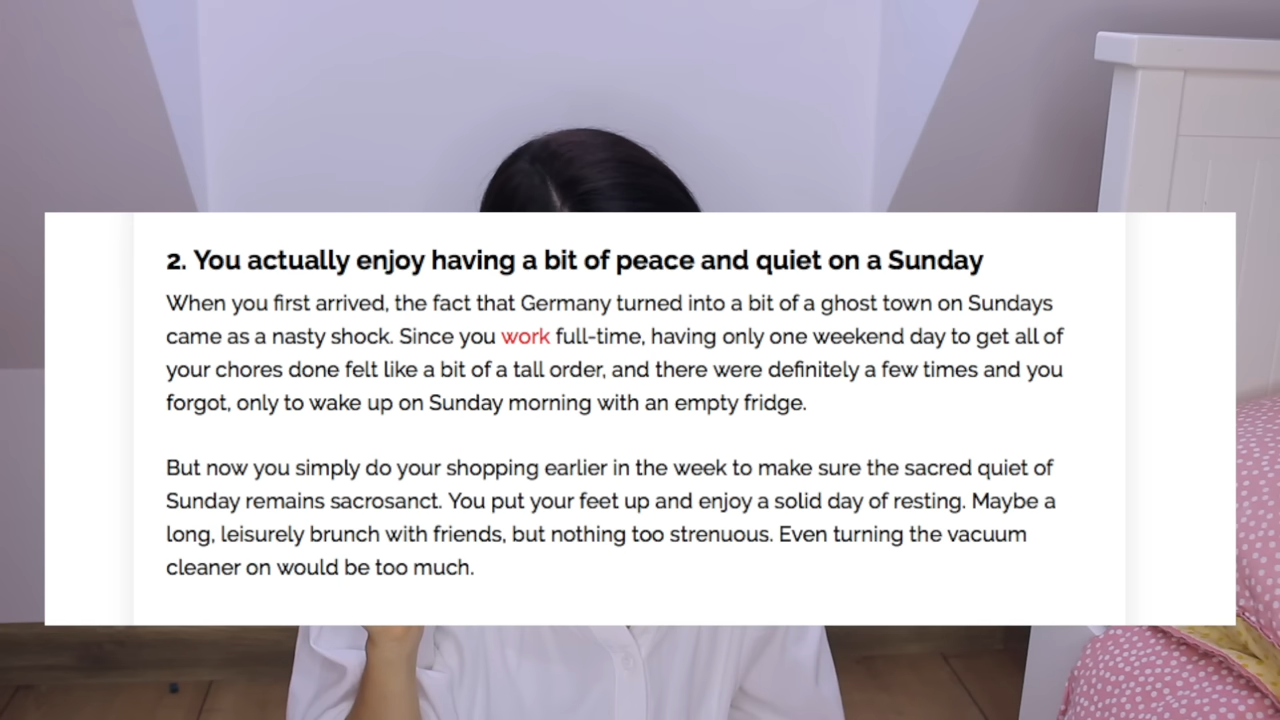 2. You actually enjoy having a bit of peace and quiet on a Sunday
When you first arrived, the fact that Germany turned into a bit of a ghost town on Sundays
came as a nasty shock. Since you work full-time, having only one weekend day to get all of
your chores done felt like a bit of a tall order, and there were definitely a few times and you
forgot, only to wake up on Sunday morning with an empty fridge.
But now you simply do your shopping earlier in the week to make sure the sacred quiet of
Sunday remains sacrosanct. You put your feet up and enjoy a solid day of resting. Maybe a
long, leisurely brunch with friends, but nothing too strenuous. Even turning the vacuum
cleaner on would be too much.